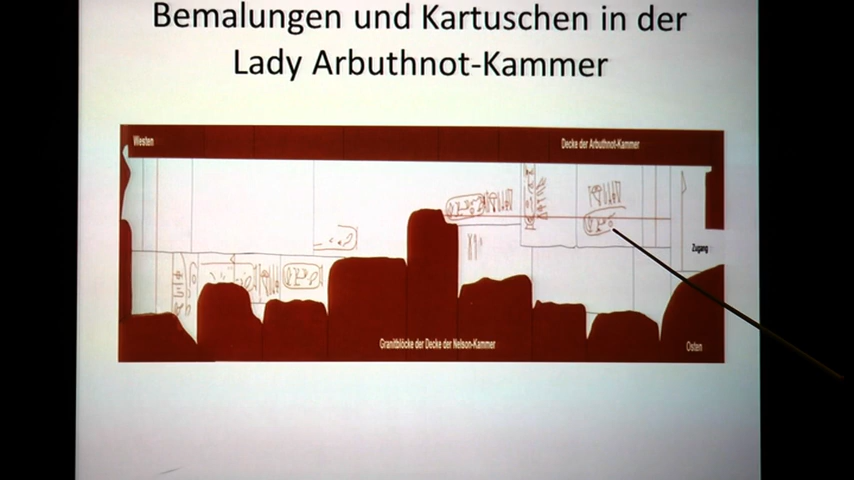 Bemalungen und Kartuschen in der
Lady Arbuthnot-Kammer
Westen
Decke der Arbuthnot-Kammer
Zugang
Granitblöcke der Decke der Nelson-Kammer
Osten